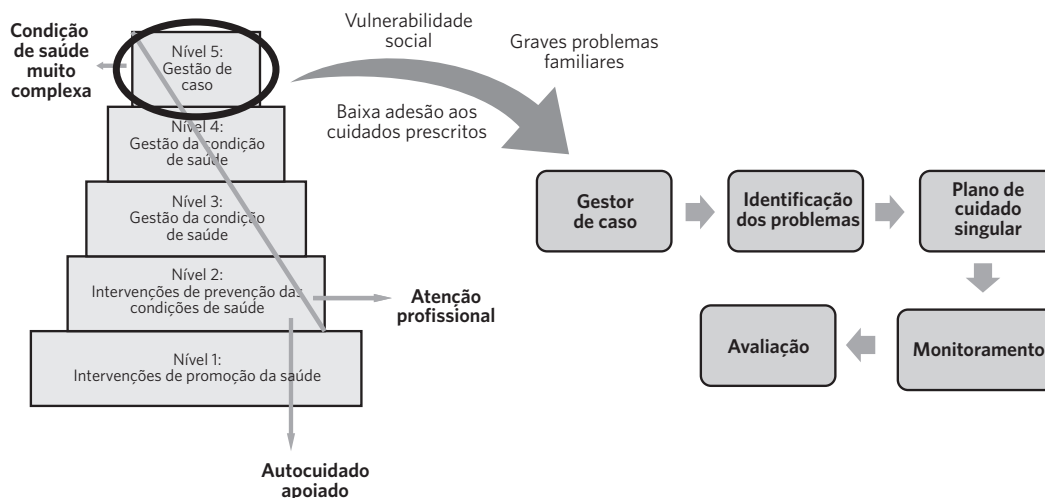 Condição
de saúde
muito
complexa
Nível 5:
Gestão de
caso
Nível 4:
Gestão da condição
de saúde
Nível 3:
Gestão da condição
de saúde
Nível 2:
Intervenções de prevenção das
condições de saúde
Nível 1:
Intervenções de promoção da saúde
Atenção
profissional
Autocuidado
apoiado
Vulnerabilidade
social
Graves problemas
familiares
Baixa adesão aos
cuidados prescritos
Gestor
de caso
Identificação
dos problemas
Plano de
cuidado
singular
Monitoramento
Avaliação